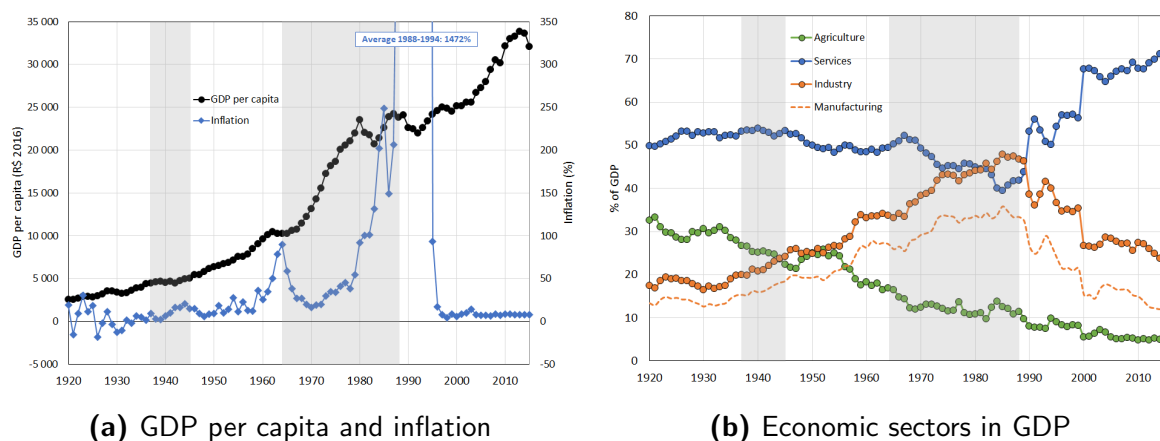 35 000
30 000
25 000
20 000
15 000
10 000
5 000
0
-5 000
GDP per capita (R$ 2016)
Average 1988-1994: 1472%
GDP per capita
Inflation
350
300
250
200
150
100
50
0
-50
Inflation (%)
1920 1930 1940 1950 1960 1970 1980 1990 2000 2010
(a) GDP per capita and inflation
80
70
60
50
40
30
20
10
0
% of GDP
Agriculture
Services
Industry
Manufacturing
1920 1930 1940 1950 1960 1970 1980 1990 2000 2010
(b) Economic sectors in GDP